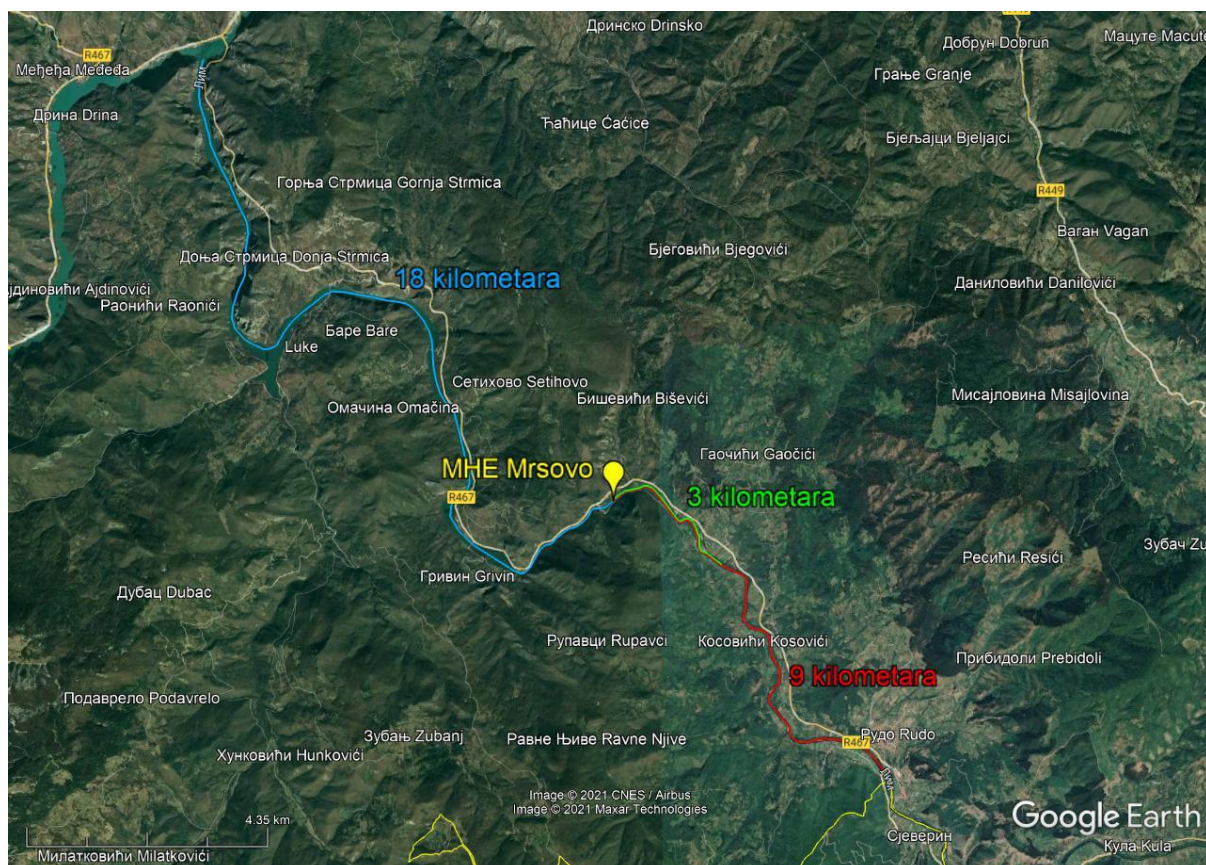 Дринско Drinsko
Добрун Dobrun
R467
Међеђа Međeđa
Лим
Грање Granje
Дрина Drina
Ћаћице Ćaćice
Бјељајци Bjeljajci
Горња Стрмица Gornja Strmica
R449
Ваган Vagan
Доња Стрмица Donja Strmica
Бјеговићи Bjegovići
18 kilometara
Даниловићи Danilovići
Раонићи Raonići
Баре Bare
Luke
Сетихово Setihovo
Бишевићи Biševići
Мисајловина Misajlovina
Омачина Omačina
Гаочићи Gaočići
MHE Mrsovo
R467
3 kilometara
Ресићи Resići
Гривин Grivin
Дубац Dubac
Рупавци Rupavci
Косовићи Kosovići
Прибидоли Prebidoli
9 kilometara
Подаврело Podavrelo
Зубањ Zubanj
Равне Њиве Ravne Njive
R467
Рудо Rudo
Хунковићи Hunkovići
Лим
Image © 2021 CNES / Airbus
Image © 2021 Maxar Technologies
4.35 km
Google Earth
Сјеверин
Кула Kula
Милатковићи Milatkovići